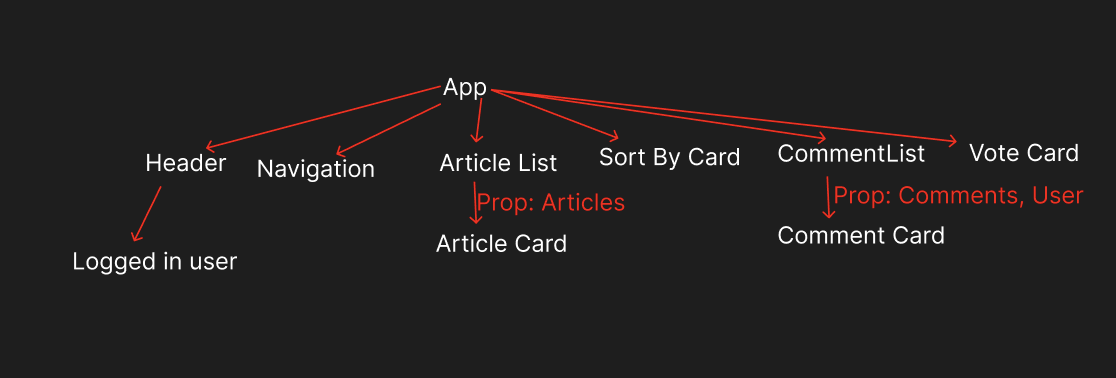 App
Header
Navigation
Article List
Sort By Card
CommentList
Vote Card
Prop: Articles
Prop: Comments, User
Logged in user
Article Card
Comment Card